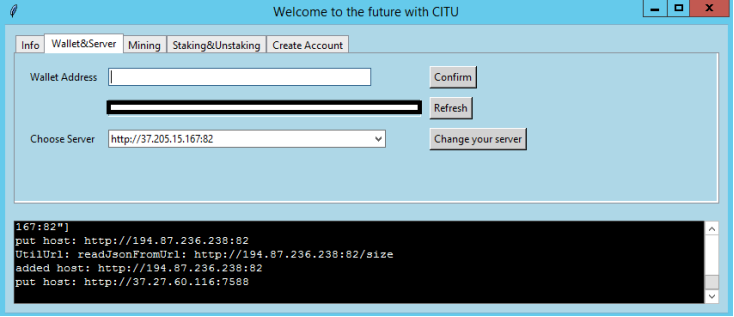 Welcome to the future with CITU
Info Wallet&Server Mining Staking&Unstaking Create Account
Wallet Address Confirm
Refresh
Choose Server http://37.205.15.167:82 Change your server
167:82"]
put host: http://194.87.236.238:82
UtilUrl: readJsonFromUrl: http://194.87.236.238:82/size
added host: http://194.87.236.238:82
put host: http://37.27.60.116:7588